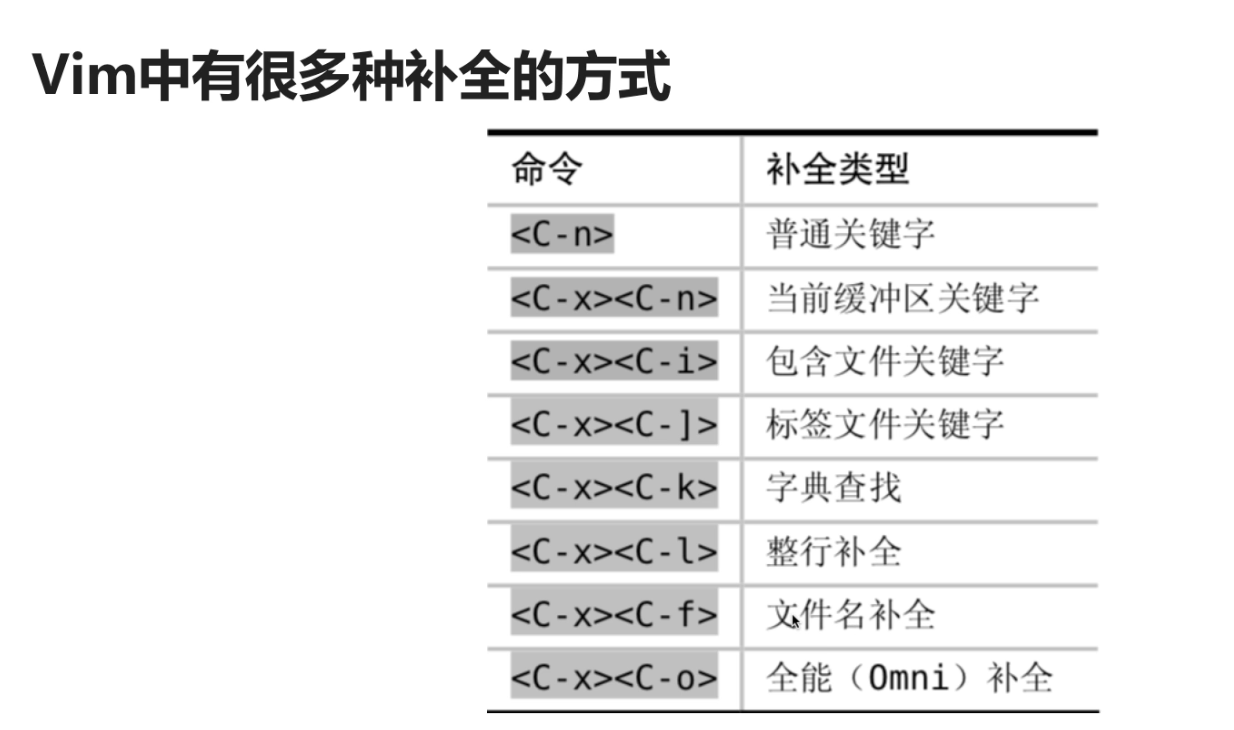 Vim中有很多种补全的方式
命令 补全类型
<C-n> 普通关键字
<C-x><C-n> 当前缓冲区关键字
<C-x><C-i> 包含文件关键字
<C-x><C-]> 标签文件关键字
<C-x><C-k> 字典查找
<C-x><C-l> 整行补全
<C-x><C-f> 文件名补全
<C-x><C-o> 全能（Omni）补全